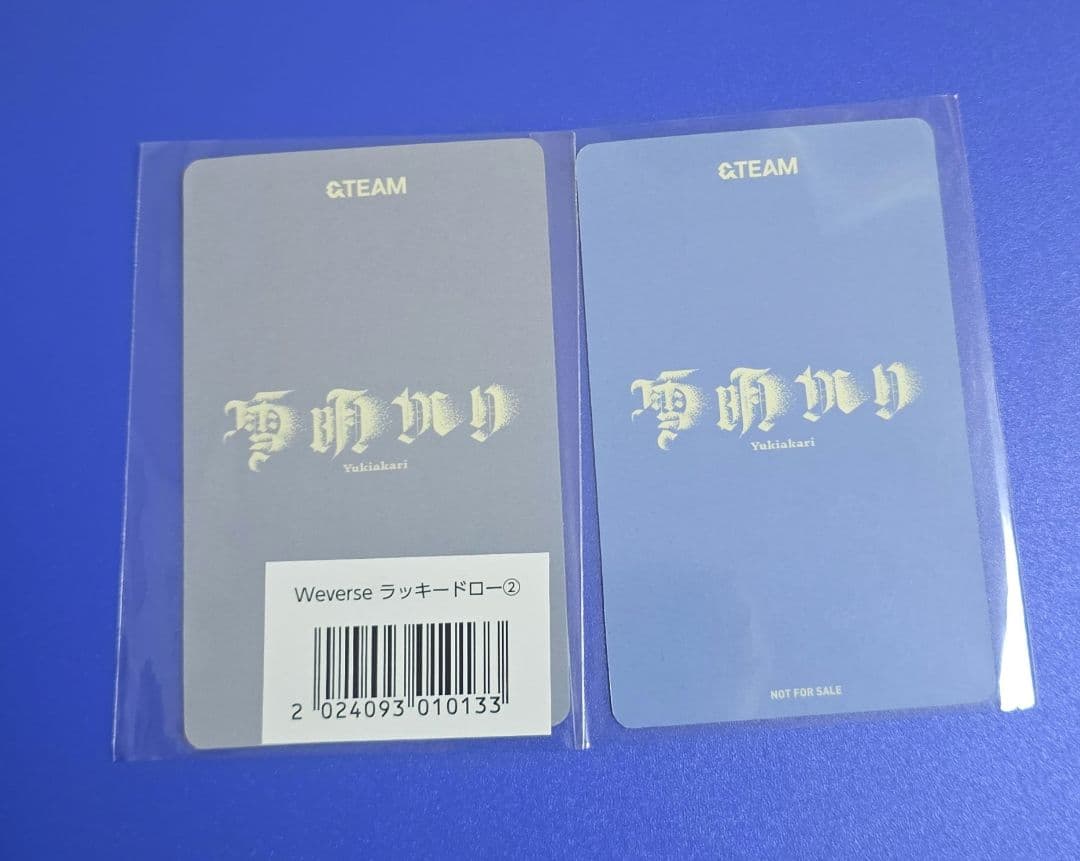 &TEAM
雪明かり
Yukiakari
Weverse ラッキードロー②
2 024093 010133
&TEAM
雪明かり
Yukiakari
NOT FOR SALE